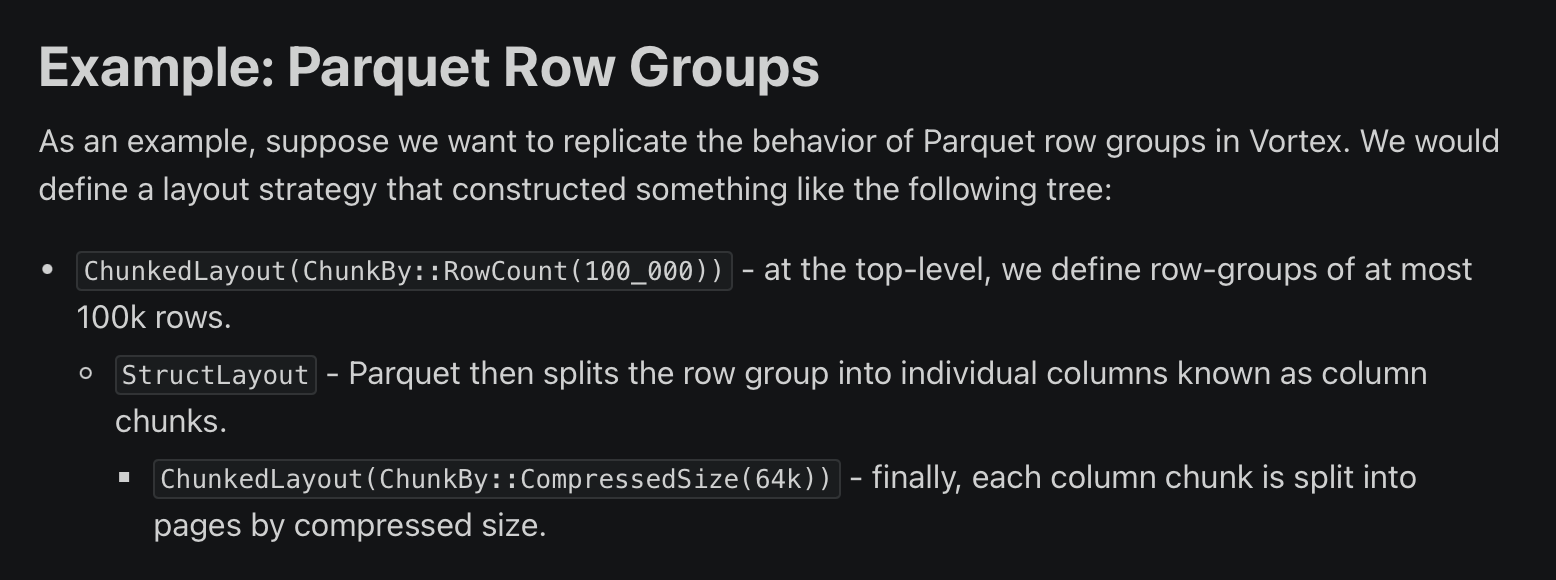 Example: Parquet Row Groups
As an example, suppose we want to replicate the behavior of Parquet row groups in Vortex. We would
define a layout strategy that constructed something like the following tree:
• ChunkedLayout(ChunkBy::RowCount(100_000)) - at the top-level, we define row-groups of at most
100k rows.
◦ StructLayout - Parquet then splits the row group into individual columns known as column
chunks.
▪ ChunkedLayout(ChunkBy::CompressedSize(64k)) - finally, each column chunk is split into
pages by compressed size.